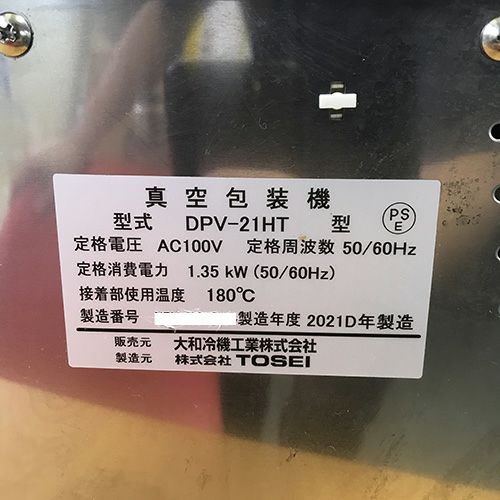 真空包装機
型式 DPV-21HT 型
PS
E
定格電圧 AC100V 定格周波数 50/60Hz
定格消費電力 1.35 kW (50/60Hz)
接着部使用温度 180℃
製造番号 製造年度 2021D年製造
販売元 大和冷機工業株式会社
製造元 株式会社 TOSEI